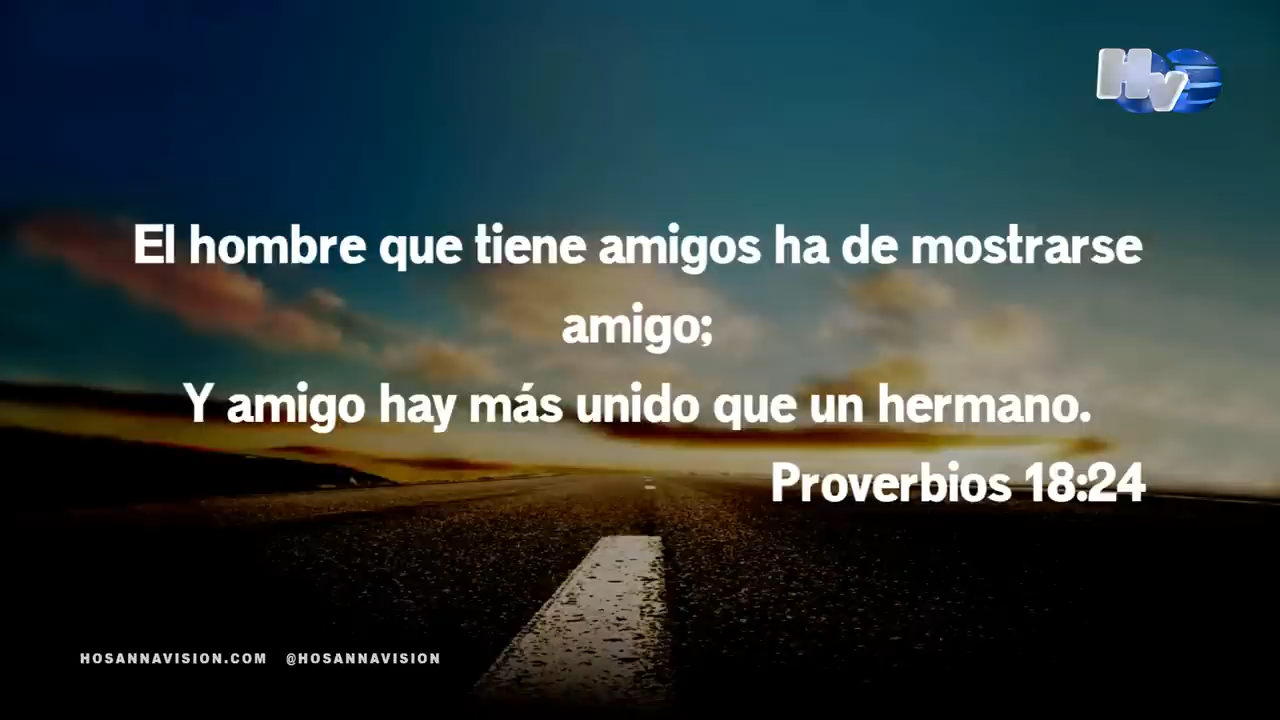 Hv
El hombre que tiene amigos ha de mostrarse
amigo;
Y amigo hay más unido que un hermano.
Proverbios 18:24
HOSANNAVISION.COM @HOSANNAVISION